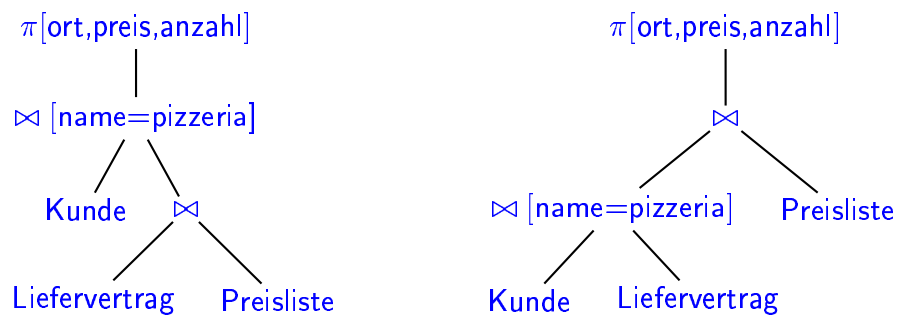 π[ort,preis,anzahl]
⋈ [name=pizzeria]
Kunde
⋈
Liefervertrag
Preisliste
π[ort,preis,anzahl]
⋈
⋈ [name=pizzeria]
Preisliste
Kunde
Liefervertrag